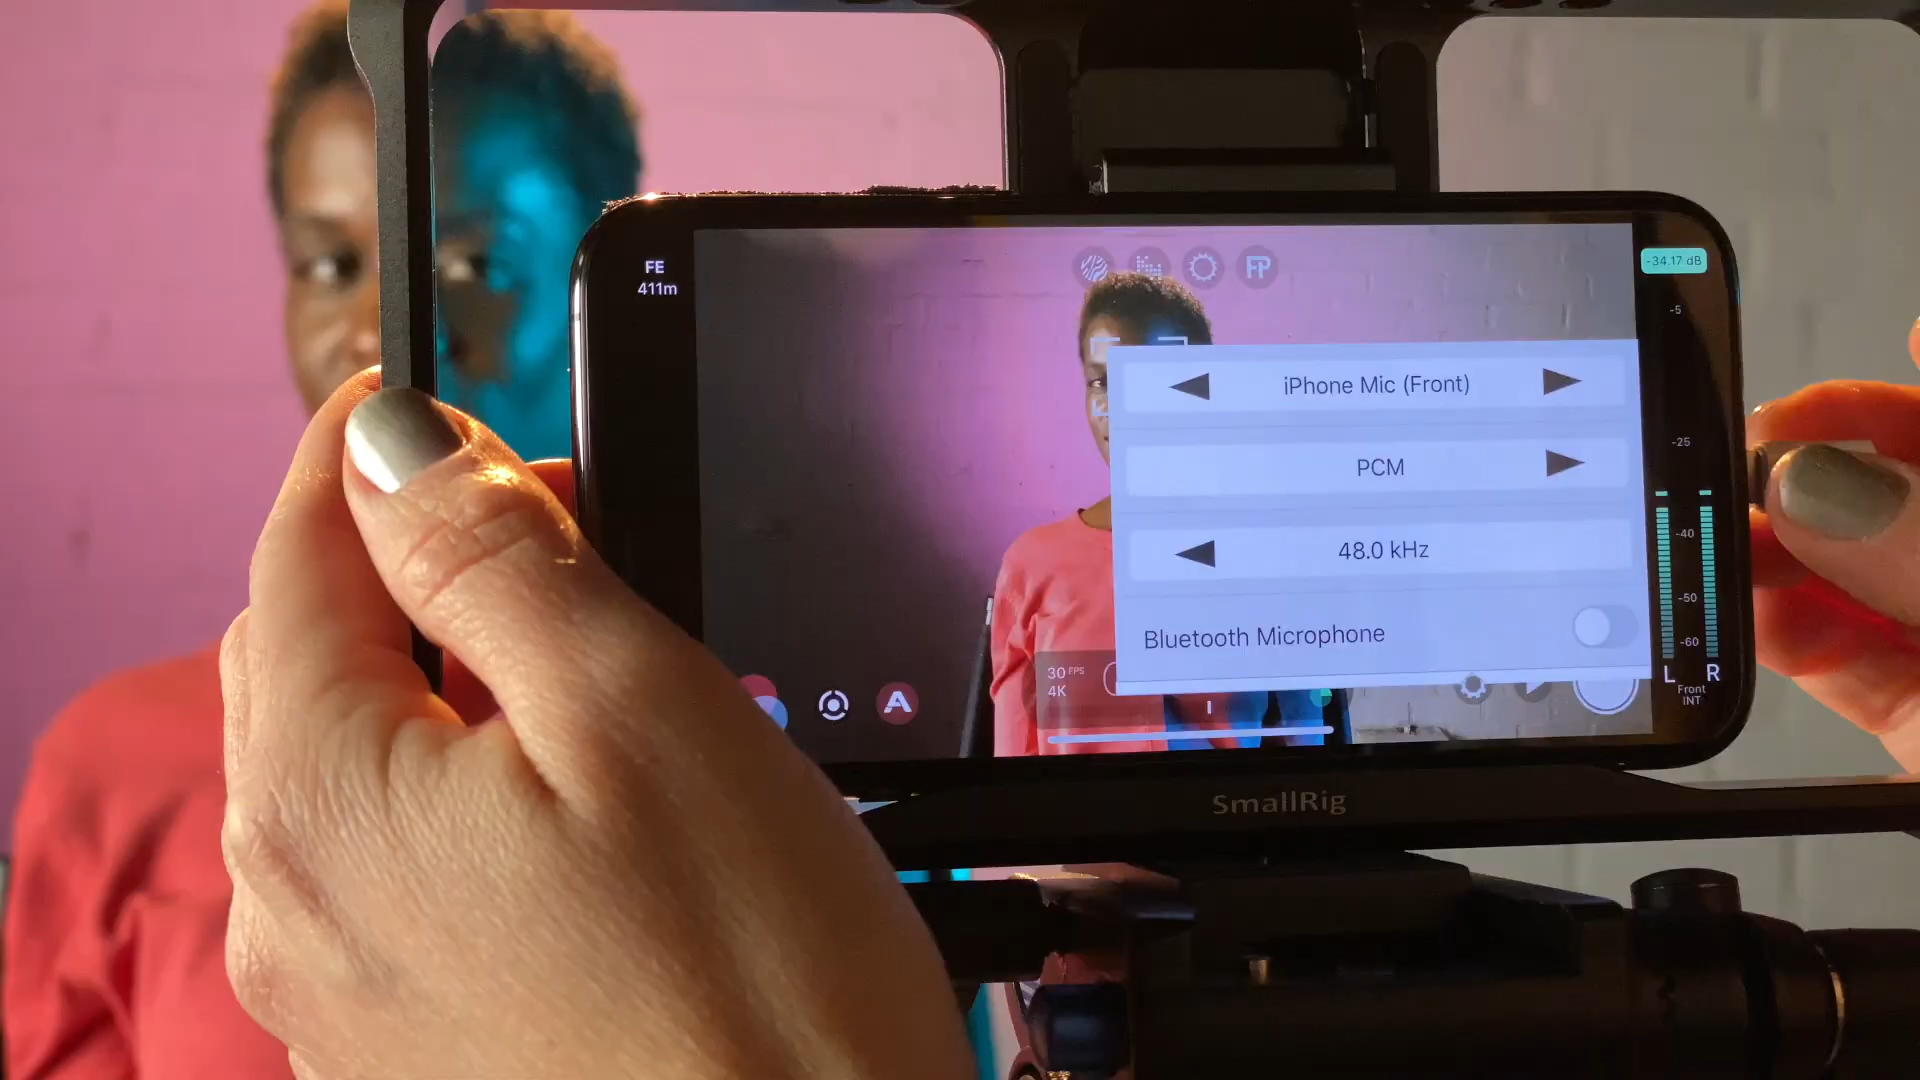 FE
411m
FP
-34.17 dB
-5
iPhone Mic (Front)
-25
PCM
-40
48.0 kHz
-50
Bluetooth Microphone
-60
30 FPS
4K
A
L R
Front
INT
SmallRig